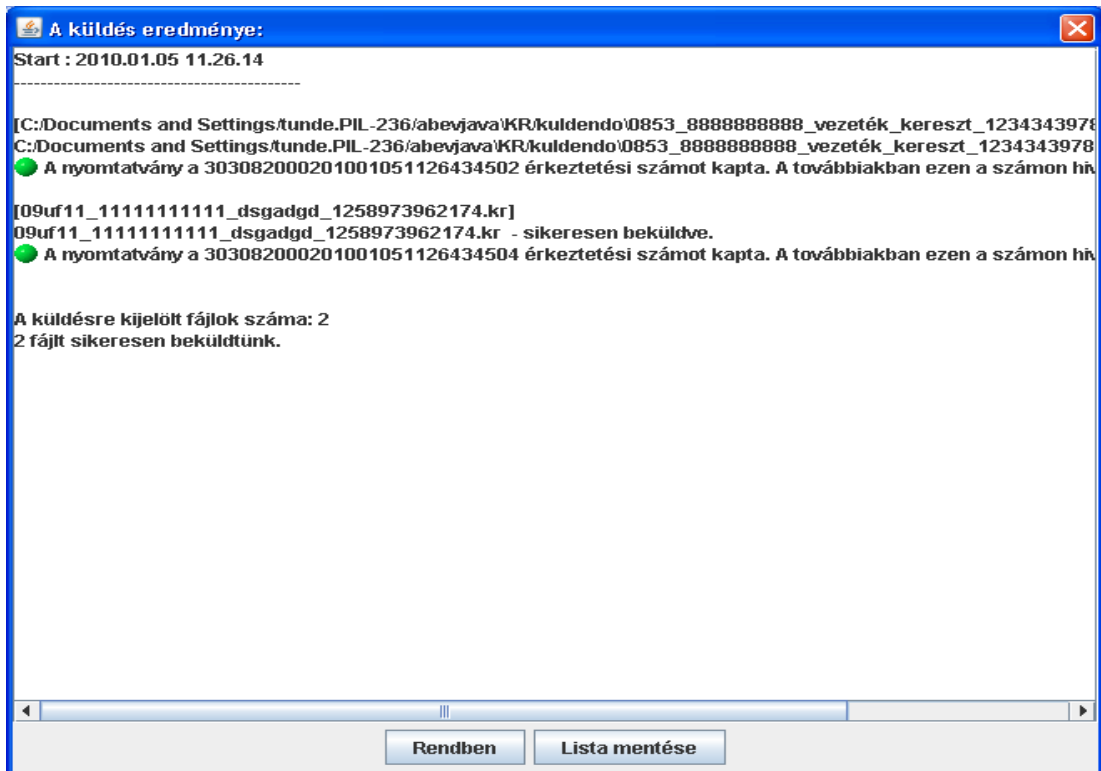 A küldés eredménye:
Start : 2010.01.05 11.26.14
-------------------------------------------
[C:/Documents and Settings/tunde.PIL-236/abevjava\KR/kuldendo\0853_8888888888_vezeték_kereszt_1234343978
C:/Documents and Settings/tunde.PIL-236/abevjava\KR/kuldendo\0853_8888888888_vezeték_kereszt_1234343978
A nyomtatvány a 303082000201001051126434502 érkeztetési számot kapta. A továbbiakban ezen a számon hiv
[09uf11_11111111111_dsgadgd_1258973962174.kr]
09uf11_11111111111_dsgadgd_1258973962174.kr - sikeresen beküldve.
A nyomtatvány a 303082000201001051126434504 érkeztetési számot kapta. A továbbiakban ezen a számon hiv
A küldésre kijelölt fájlok száma: 2
2 fájlt sikeresen beküldtünk.
Rendben
Lista mentése